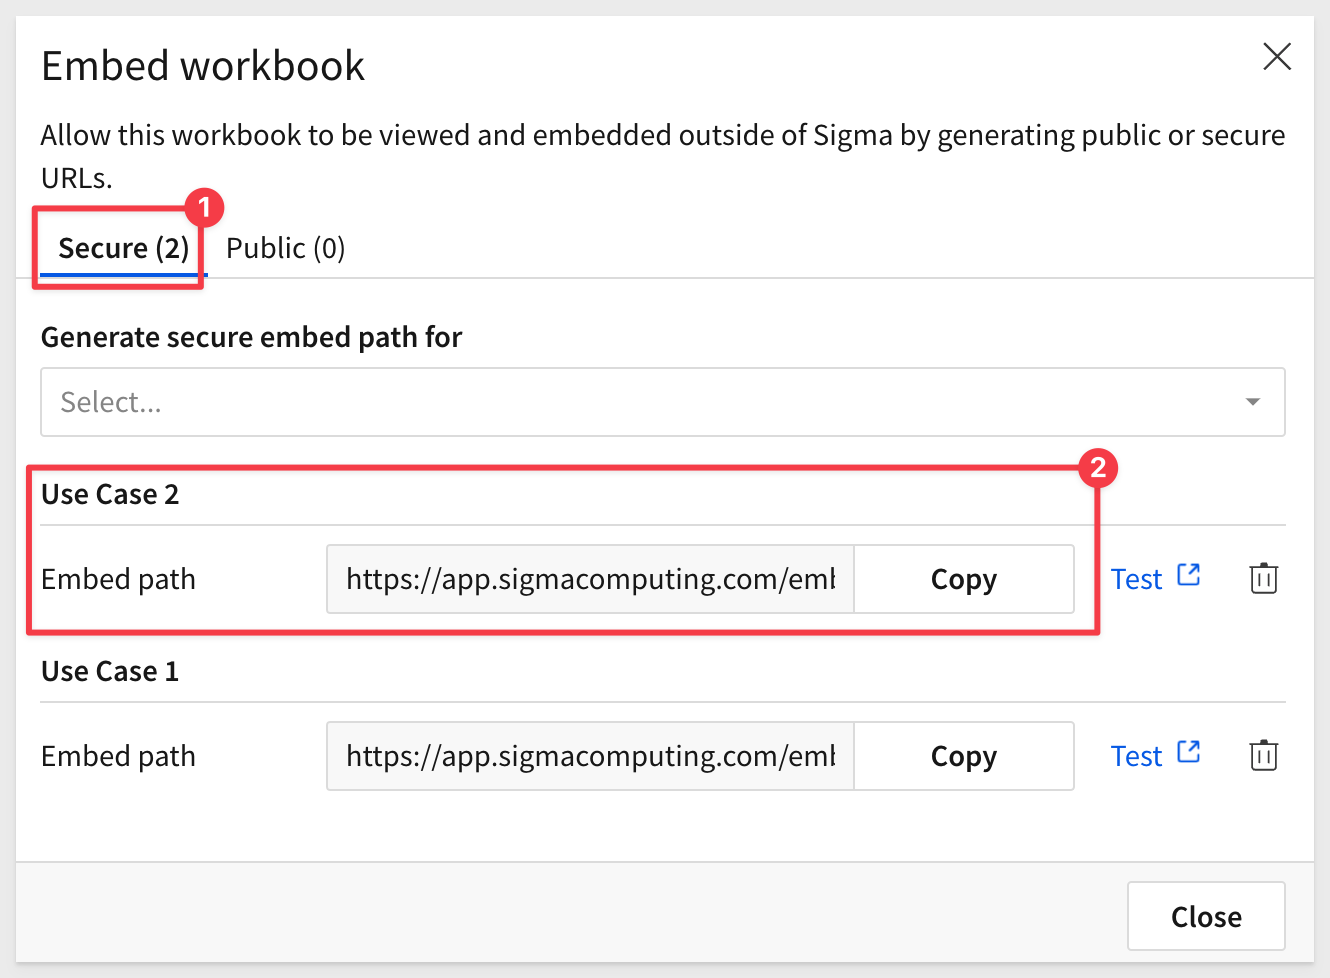 Embed workbook
Allow this workbook to be viewed and embedded outside of Sigma by generating public or secure
URLs.
1
Secure (2) Public (0)
Generate secure embed path for
Select...
2
Use Case 2
Embed path https://app.sigmacomputing.com/emb Copy Test
Use Case 1
Embed path https://app.sigmacomputing.com/emb Copy Test
Close